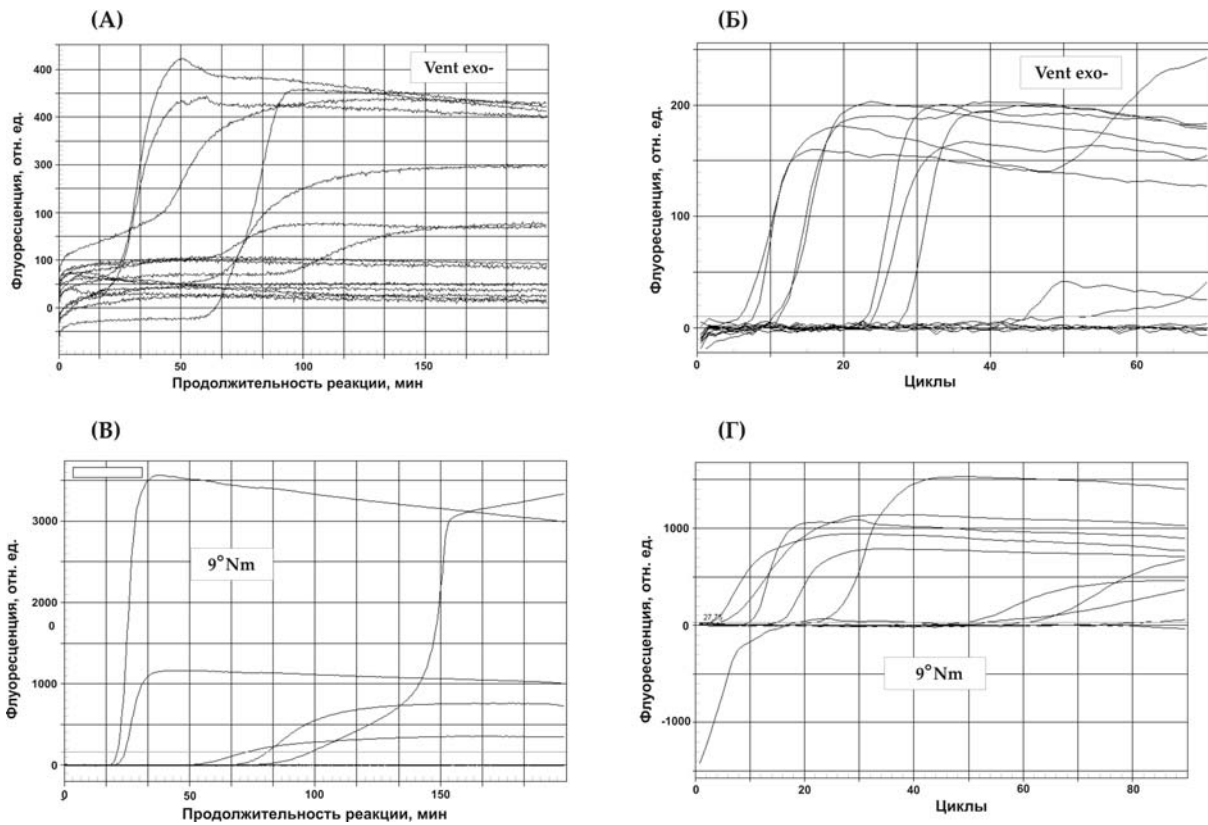 (А)
Флуоресценция, отн. ед.
400
400
300
100
100
0
Vent exo-
0
50
100
150
Продолжительность реакции, мин
(Б)
Флуоресценция, отн. ед.
200
100
0
Vent exo-
0
20
40
60
Циклы
(В)
Флуоресценция, отн. ед.
3000
2000
0
1000
0
9°Nm
0
50
100
150
Продолжительность реакции, мин
(Г)
Флуоресценция, отн. ед.
1000
0
-1000
27,75
9°Nm
0
20
40
60
80
Циклы